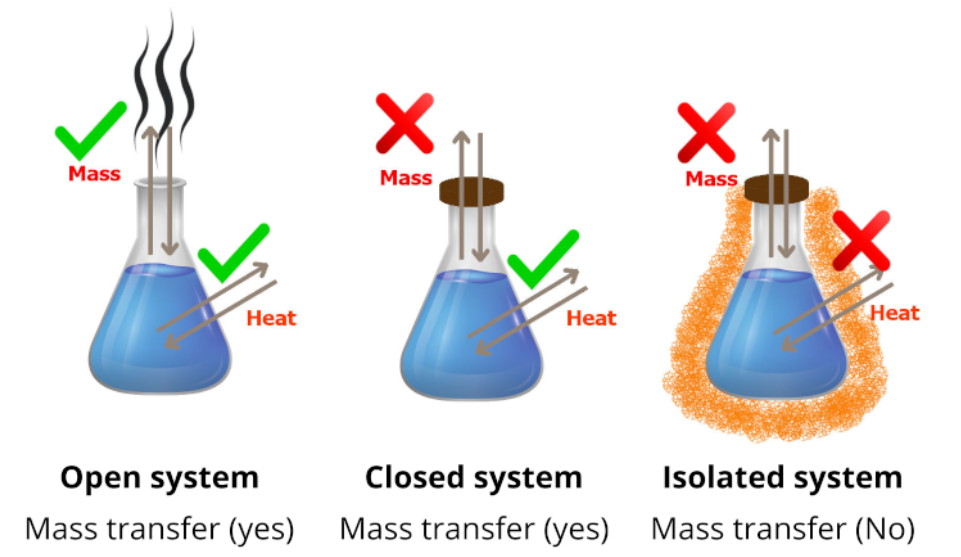 Mass
Heat
Mass
Heat
Mass
Heat
Open system
Closed system
Isolated system
Mass transfer (yes)
Mass transfer (yes)
Mass transfer (No)